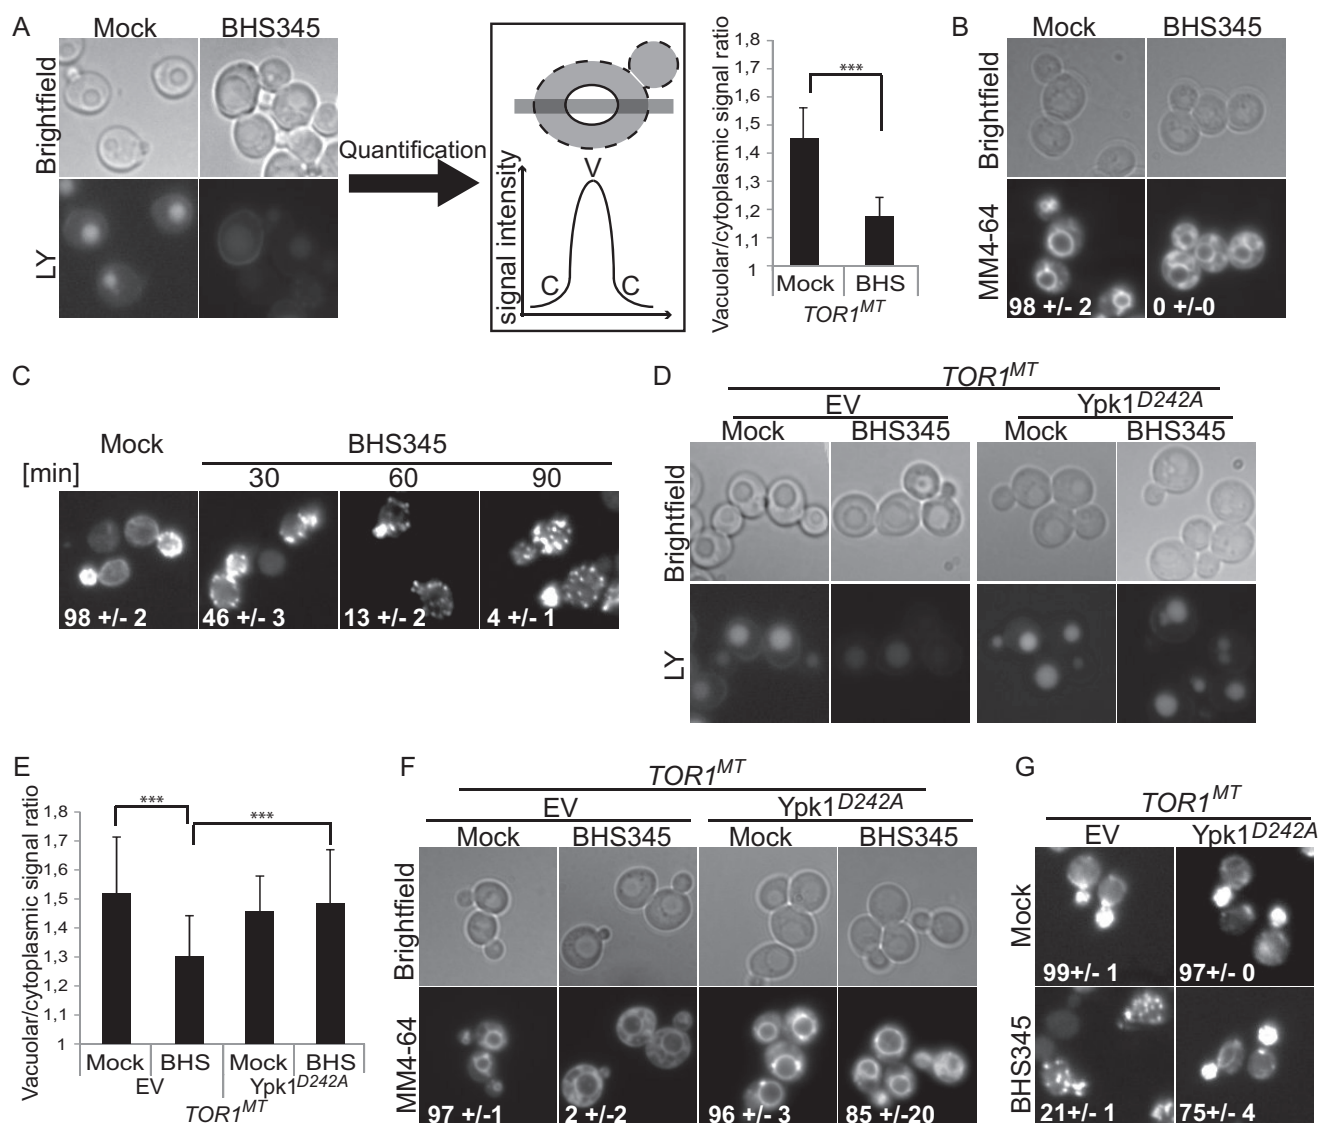 A
Mock
BHS345
Brightfield
LY
Quantification
signal intensity
V
C
C
Vacuolar/cytoplasmic signal ratio
1,8
1,7
1,6
1,5
1,4
1,3
1,2
1,1
1
***
Mock
BHS
TOR1MT
B
Mock
BHS345
Brightfield
MM4-64
98 +/- 2
0 +/-0
C
Mock
BHS345
[min]
30
60
90
98 +/- 2
46 +/- 3
13 +/- 2
4 +/- 1
D
TOR1MT
EV
Ypk1D242A
Mock
BHS345
Mock
BHS345
Brightfield
LY
E
Vacuolar/cytoplasmic signal ratio
1,8
1,7
1,6
1,5
1,4
1,3
1,2
1,1
1
***
***
Mock
BHS
Mock
BHS
EV
Ypk1D242A
TOR1MT
F
TOR1MT
EV
Ypk1D242A
Mock
BHS345
Mock
BHS345
Brightfield
MM4-64
97 +/-1
2 +/-2
96 +/- 3
85 +/-20
G
TOR1MT
EV
Ypk1D242A
Mock
99+/- 1
97+/- 0
BHS345
21+/- 1
75+/- 4